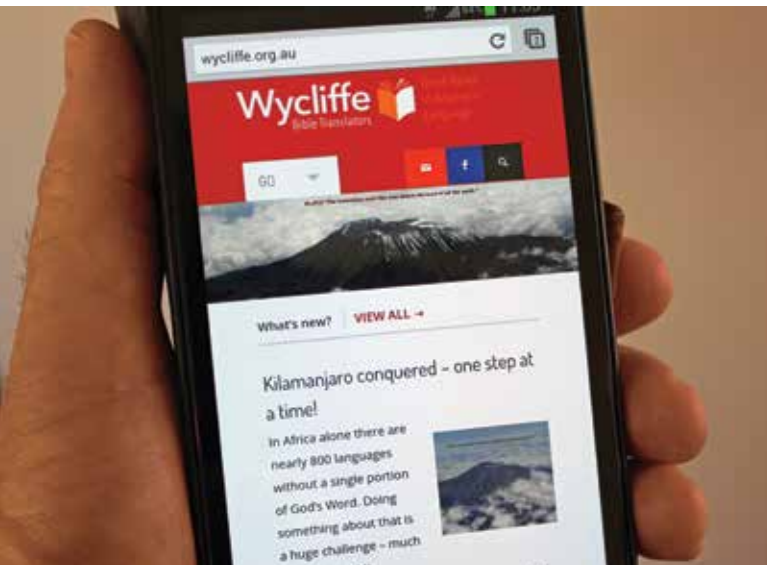 wycliffe.org.au
Wycliffe
Bible Translators
GO
What's new? VIEW ALL →
Kilamanjaro conquered – one step at
a time!
In Africa alone there are
nearly 800 languages
without a single portion
of God's Word. Doing
something about that is
a huge challenge – much